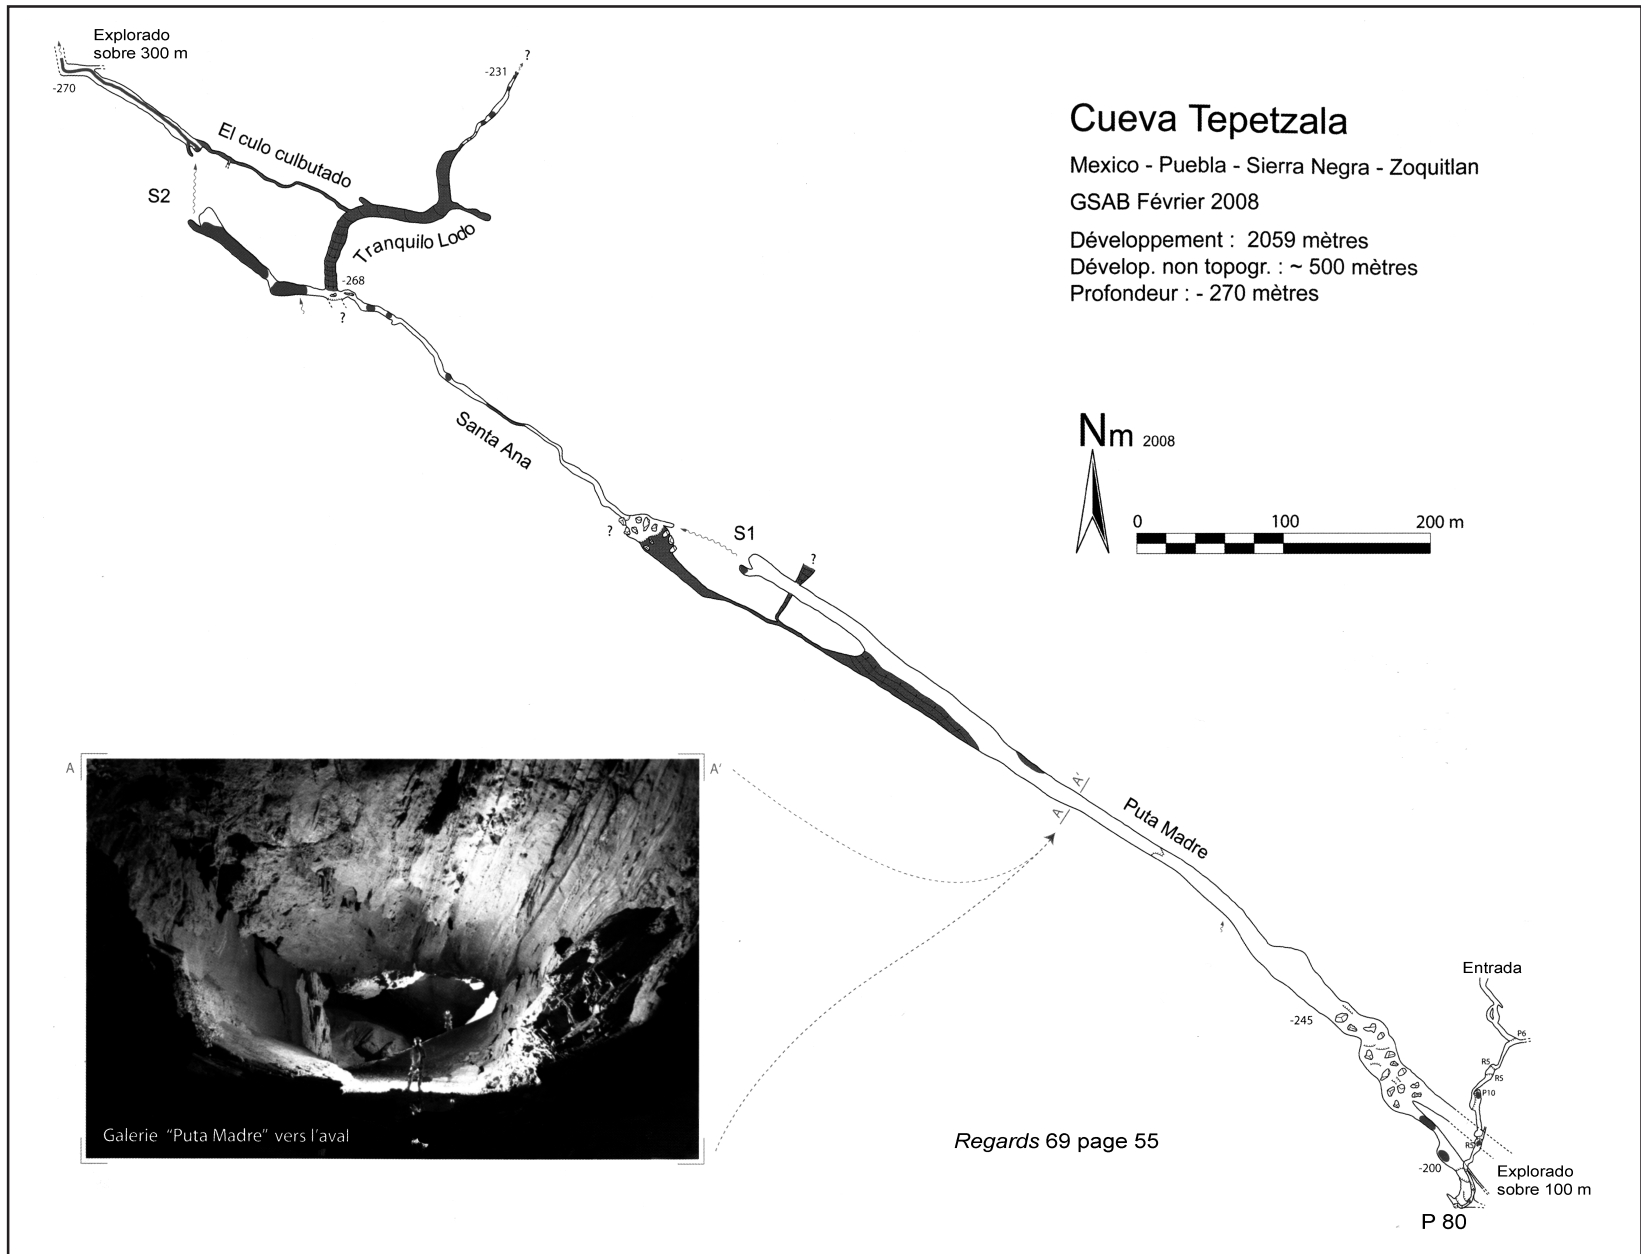 Explorado
sobre 300 m
-270
-231
?
El culo culbutado
S2
Tranquilo Lodo
-268
?
Santa Ana
?
S1
?
Cueva Tepetzala
Mexico - Puebla - Sierra Negra - Zoquitlan
GSAB Février 2008
Développement : 2059 mètres
Dévelop. non topogr. : ~ 500 mètres
Profondeur : - 270 mètres
Nm 2008
0 100 200 m
A A'
A'
A
Puta Madre
Galerie "Puta Madre" vers l'aval
Regards 69 page 55
-245
Entrada
P6
R5
R5
P10
R5
-200
Explorado
sobre 100 m
P 80